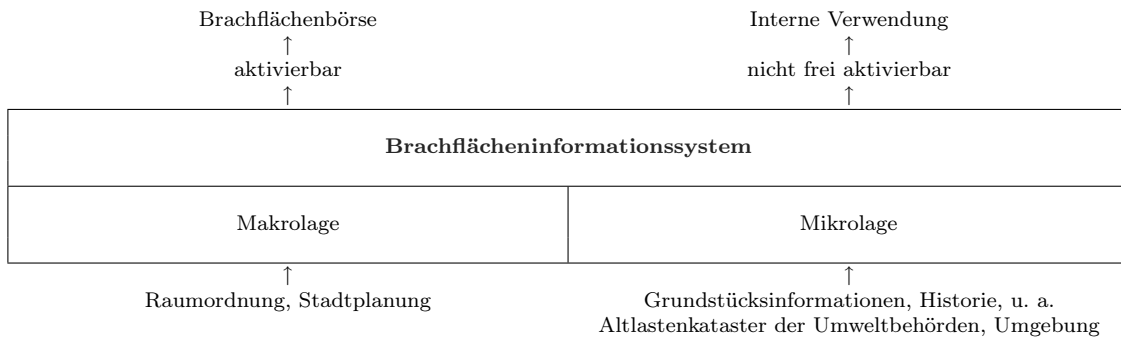 Brachflächenbörse Interne Verwendung
↑ ↑
aktivierbar nicht frei aktivierbar
↑ ↑
Brachflächeninformationssystem
Makrolage Mikrolage
↑ ↑
Raumordnung, Stadtplanung Grundstücksinformationen, Historie, u. a.
Altlastenkataster der Umweltbehörden, Umgebung